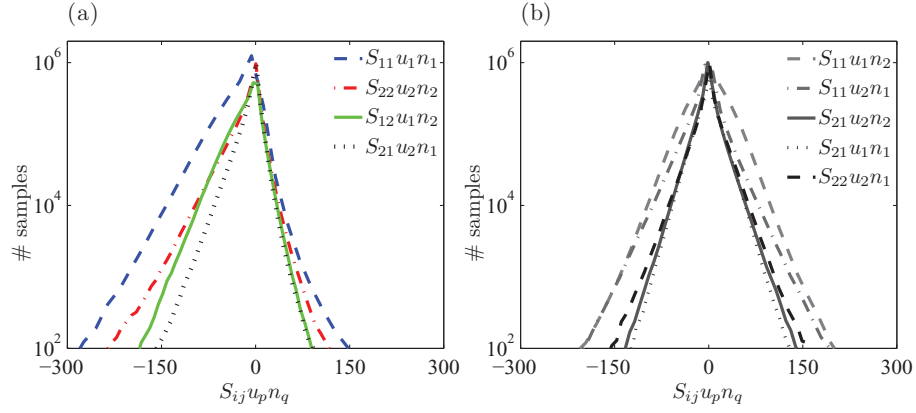 (a)
10^6
10^4
10^2
# samples
−300 −150 0 150 300
S_{ij}u_pn_q
S_{11}u_1n_1
S_{22}u_2n_2
S_{12}u_1n_2
S_{21}u_2n_1
(b)
10^6
10^4
10^2
# samples
−300 −150 0 150 300
S_{ij}u_pn_q
S_{11}u_1n_2
S_{11}u_2n_1
S_{21}u_2n_2
S_{21}u_1n_1
S_{22}u_2n_1